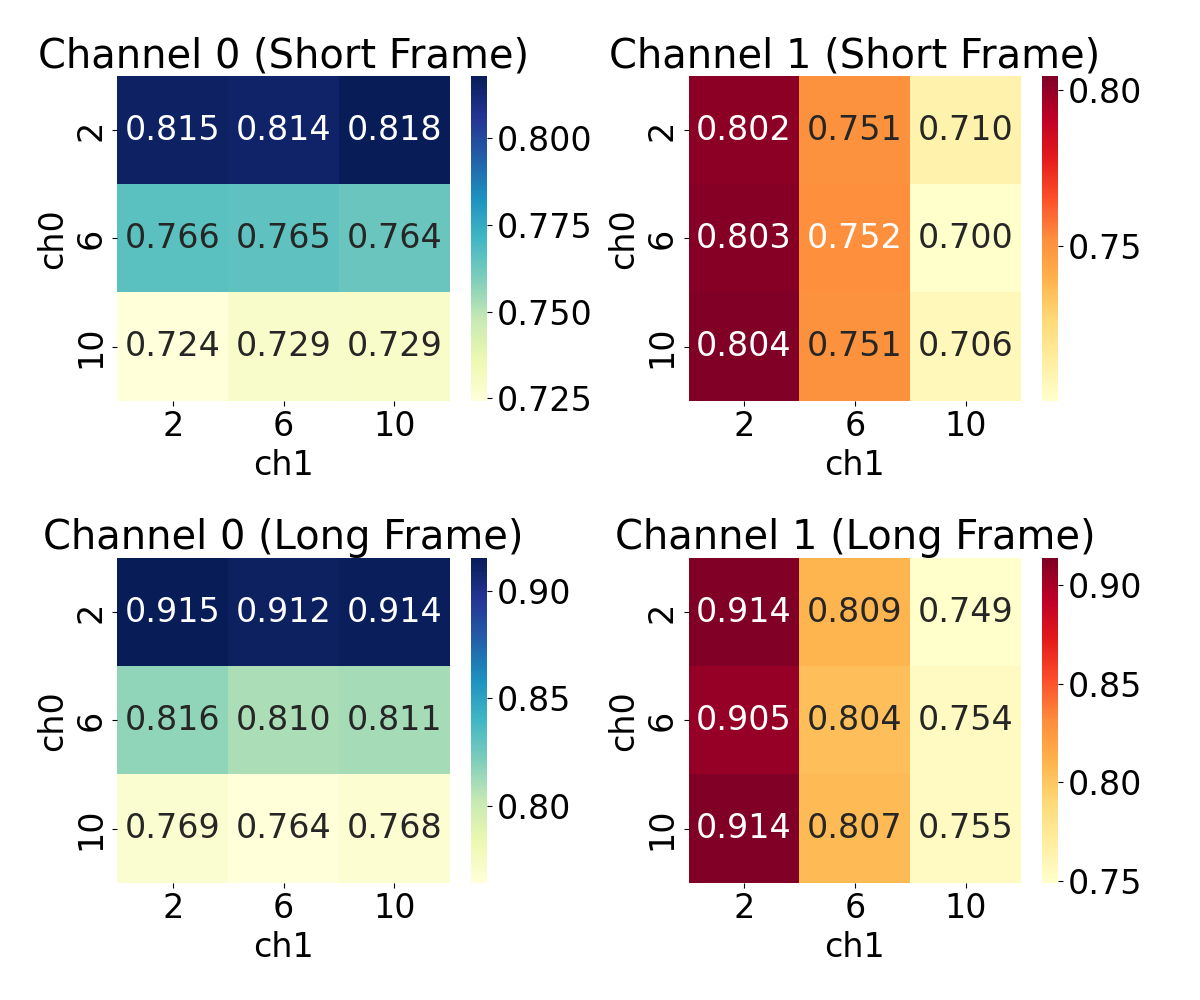 Channel 0 (Short Frame)
ch0
2
6
10
0.815 0.814 0.818
0.766 0.765 0.764
0.724 0.729 0.729
2 6 10
ch1
0.800
0.775
0.750
0.725
Channel 1 (Short Frame)
ch0
2
6
10
0.802 0.751 0.710
0.803 0.752 0.700
0.804 0.751 0.706
2 6 10
ch1
0.80
0.75
Channel 0 (Long Frame)
ch0
2
6
10
0.915 0.912 0.914
0.816 0.810 0.811
0.769 0.764 0.768
2 6 10
ch1
0.90
0.85
0.80
Channel 1 (Long Frame)
ch0
2
6
10
0.914 0.809 0.749
0.905 0.804 0.754
0.914 0.807 0.755
2 6 10
ch1
0.90
0.85
0.80
0.75